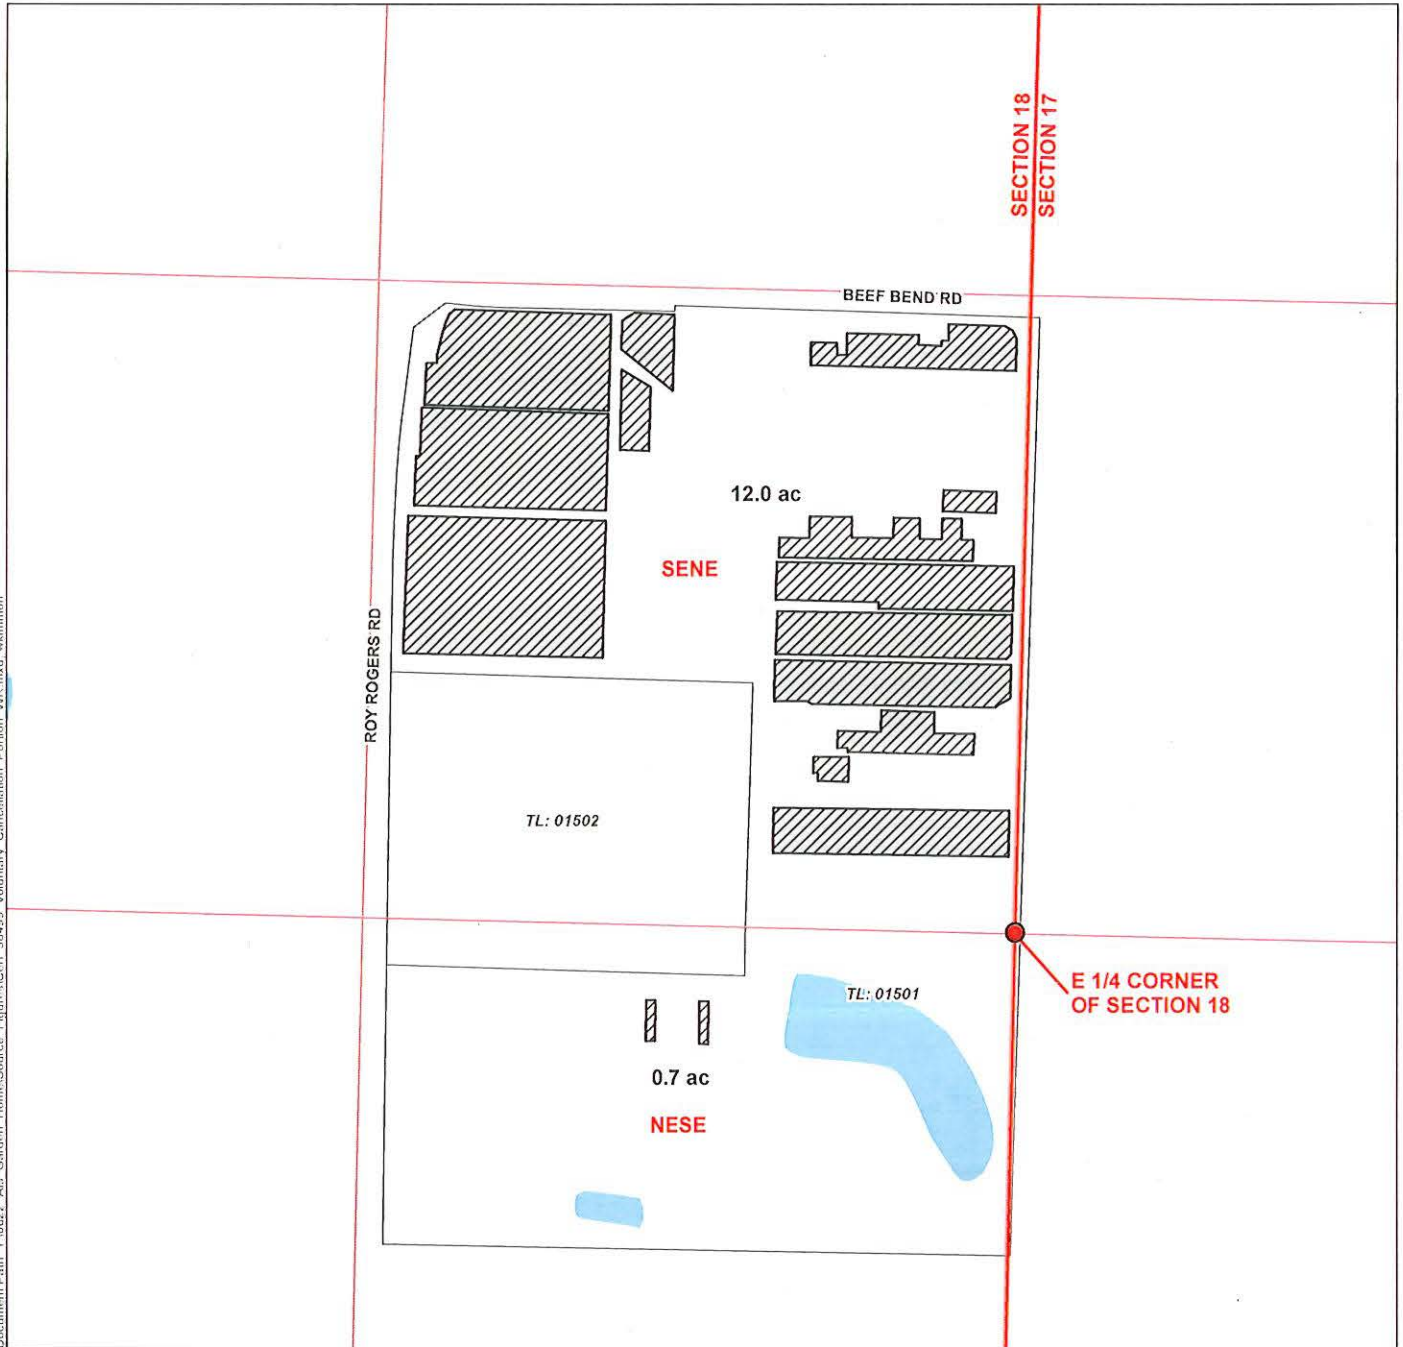 SECTION 18
SECTION 17
BEEF BEND RD
12.0 ac
SENE
ROY ROGERS RD
TL: 01502
TL: 01501
E 1/4 CORNER
OF SECTION 18
0.7 ac
NESE